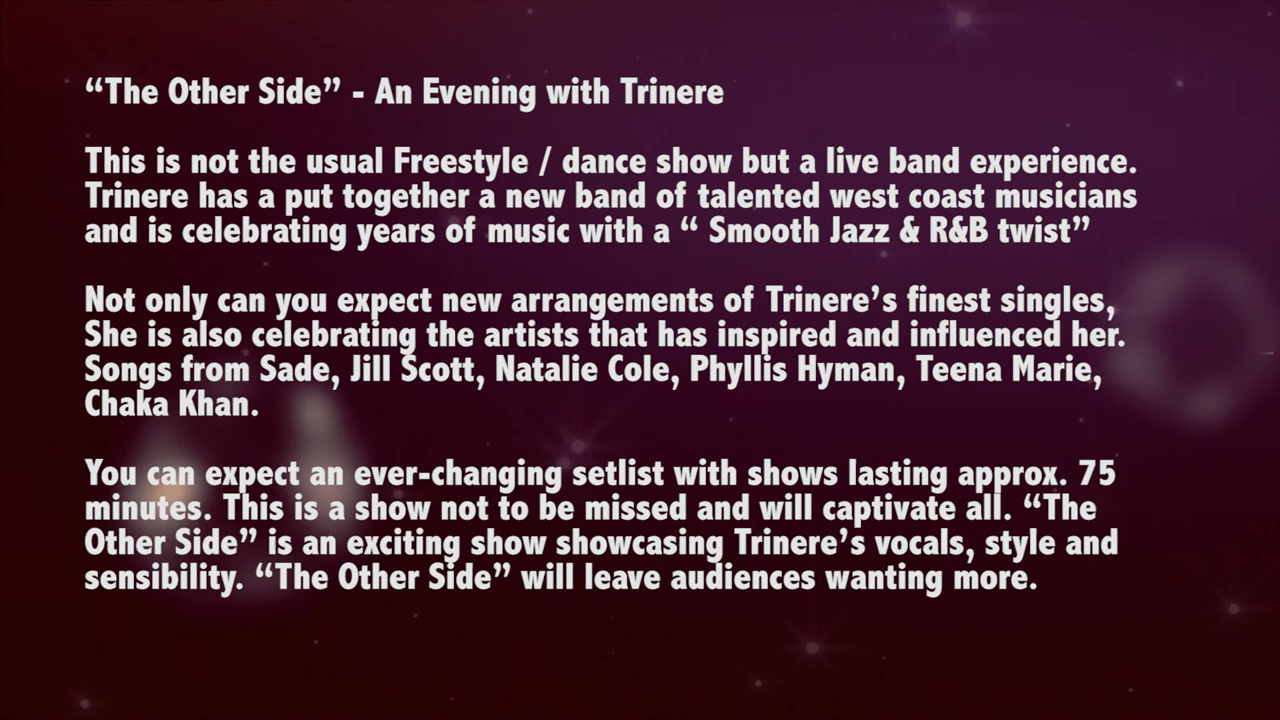 “The Other Side” - An Evening with Trinere
This is not the usual Freestyle / dance show but a live band experience.
Trinere has a put together a new band of talented west coast musicians
and is celebrating years of music with a “ Smooth Jazz & R&B twist”
Not only can you expect new arrangements of Trinere’s finest singles,
She is also celebrating the artists that has inspired and influenced her.
Songs from Sade, Jill Scott, Natalie Cole, Phyllis Hyman, Teena Marie,
Chaka Khan.
You can expect an ever-changing setlist with shows lasting approx. 75
minutes. This is a show not to be missed and will captivate all. “The
Other Side” is an exciting show showcasing Trinere’s vocals, style and
sensibility. “The Other Side” will leave audiences wanting more.